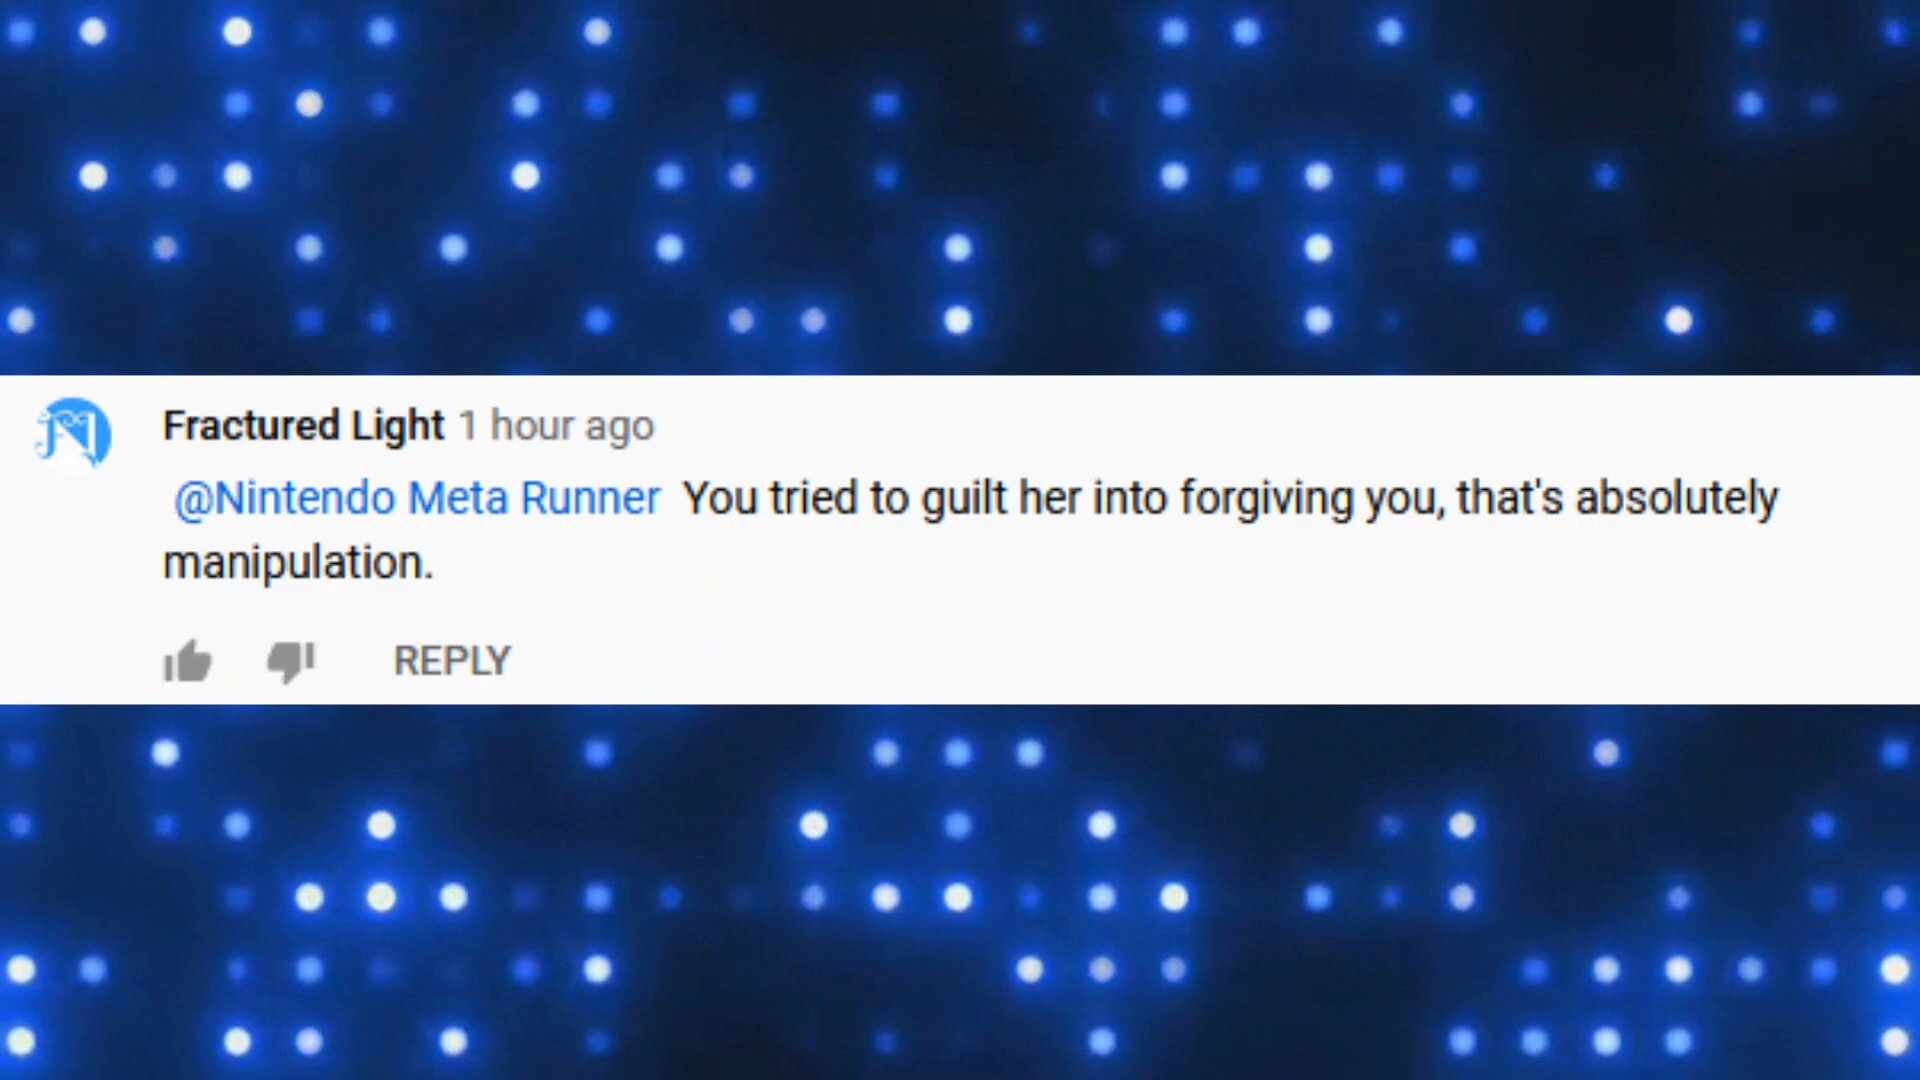 Fractured Light 1 hour ago
@Nintendo Meta Runner You tried to guilt her into forgiving you, that's absolutely
manipulation.
REPLY